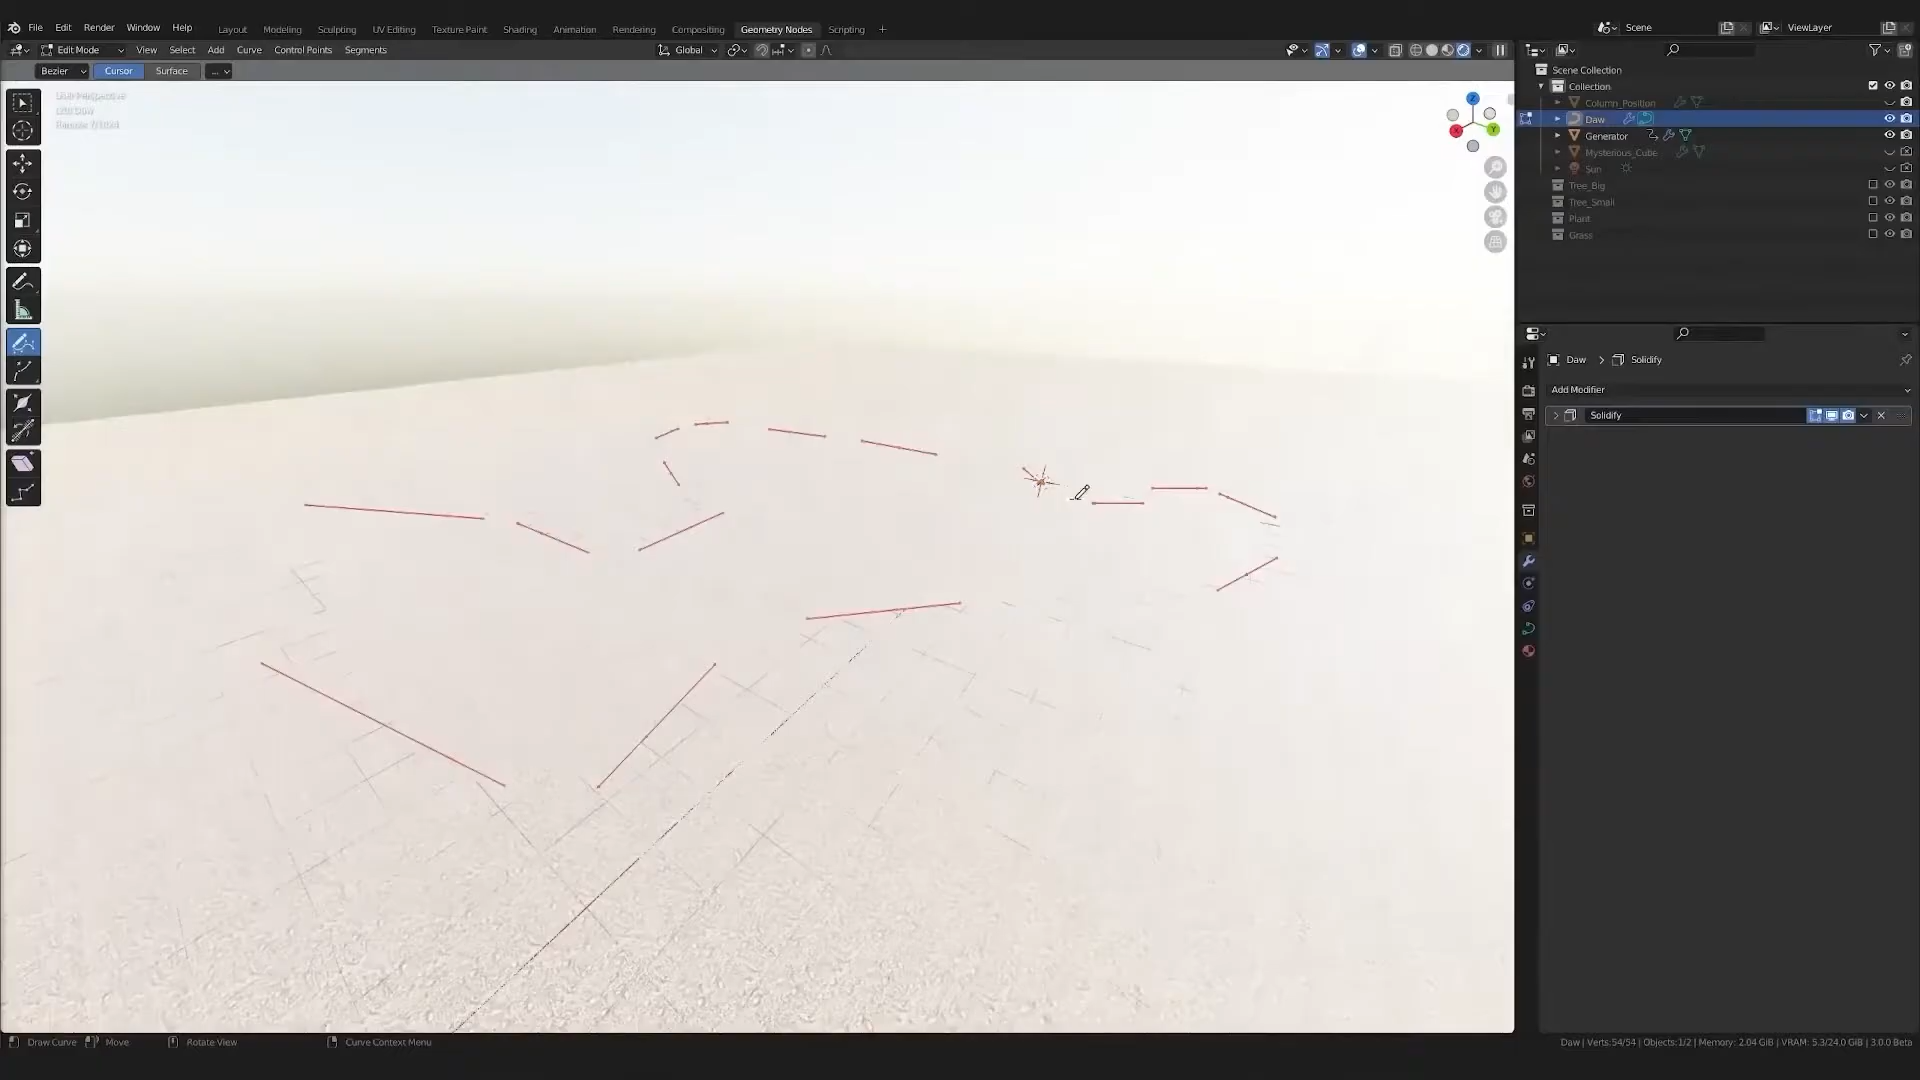 File Edit Render Window Help Layout Modeling Sculpting UV Editing Texture Paint Shading Animation Rendering Compositing Geometry Nodes Scripting + Scene ViewLayer
Edit Mode View Select Add Curve Control Points Segments Global
Bezier Cursor Surface ...
User Perspective
Scene Collection
Collection
Column_Position
Daw
Generator
Mysterious_Cube
Sun
Tree_Big
Tree_Small
Plant
Grass
X Y Z
Daw > Solidify
Add Modifier
Solidify
Draw Curve Move Rotate View Curve Context Menu Daw | Verts:54/54 | Objects:1/2 | Memory: 2.04 GiB | VRAM: 5.3/24.0 GiB | 3.0.0 Beta